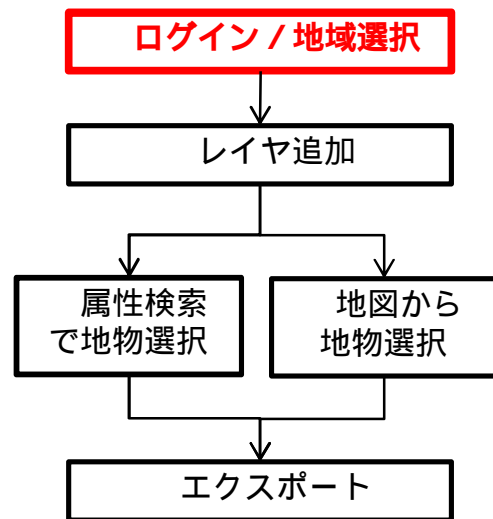 ログイン / 地域選択
レイヤ追加
属性検索
で地物選択
地図から
地物選択
エクスポート